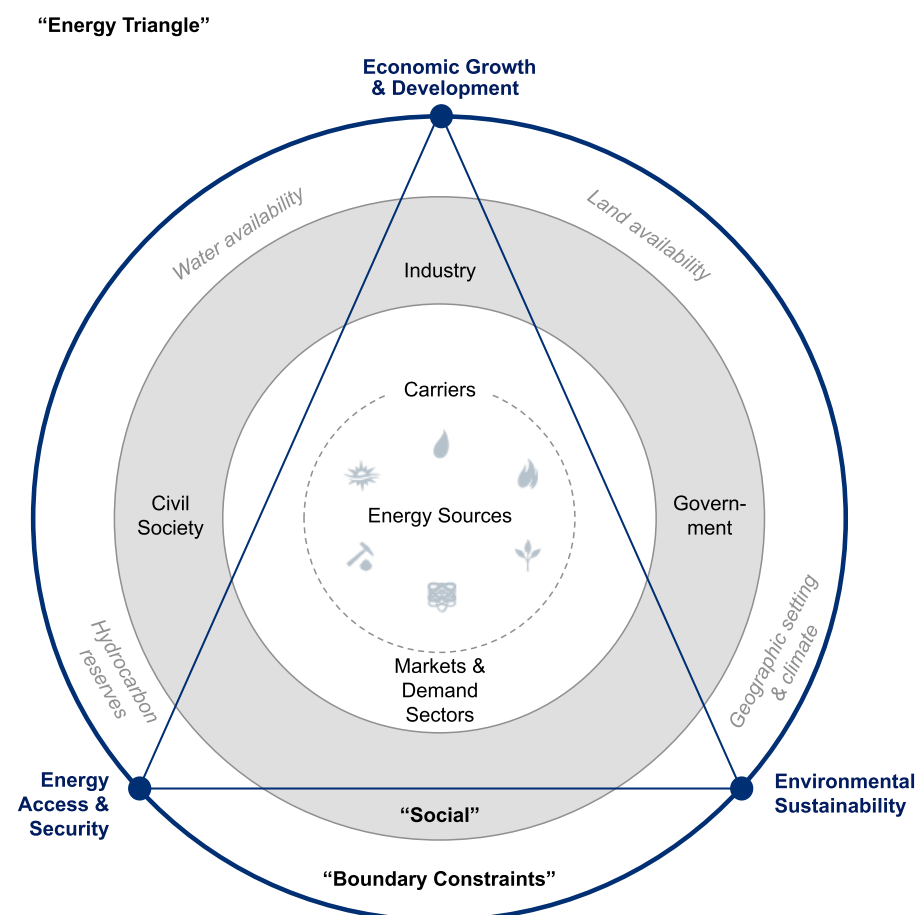 “Energy Triangle”
Economic Growth
& Development
Water availability
Land availability
Industry
Carriers
Civil
Society
Energy Sources
Govern-
ment
Hydrocarbon
reserves
Geographic setting
& climate
Markets &
Demand
Sectors
Energy
Access &
Security
Environmental
Sustainability
“Social”
“Boundary Constraints”